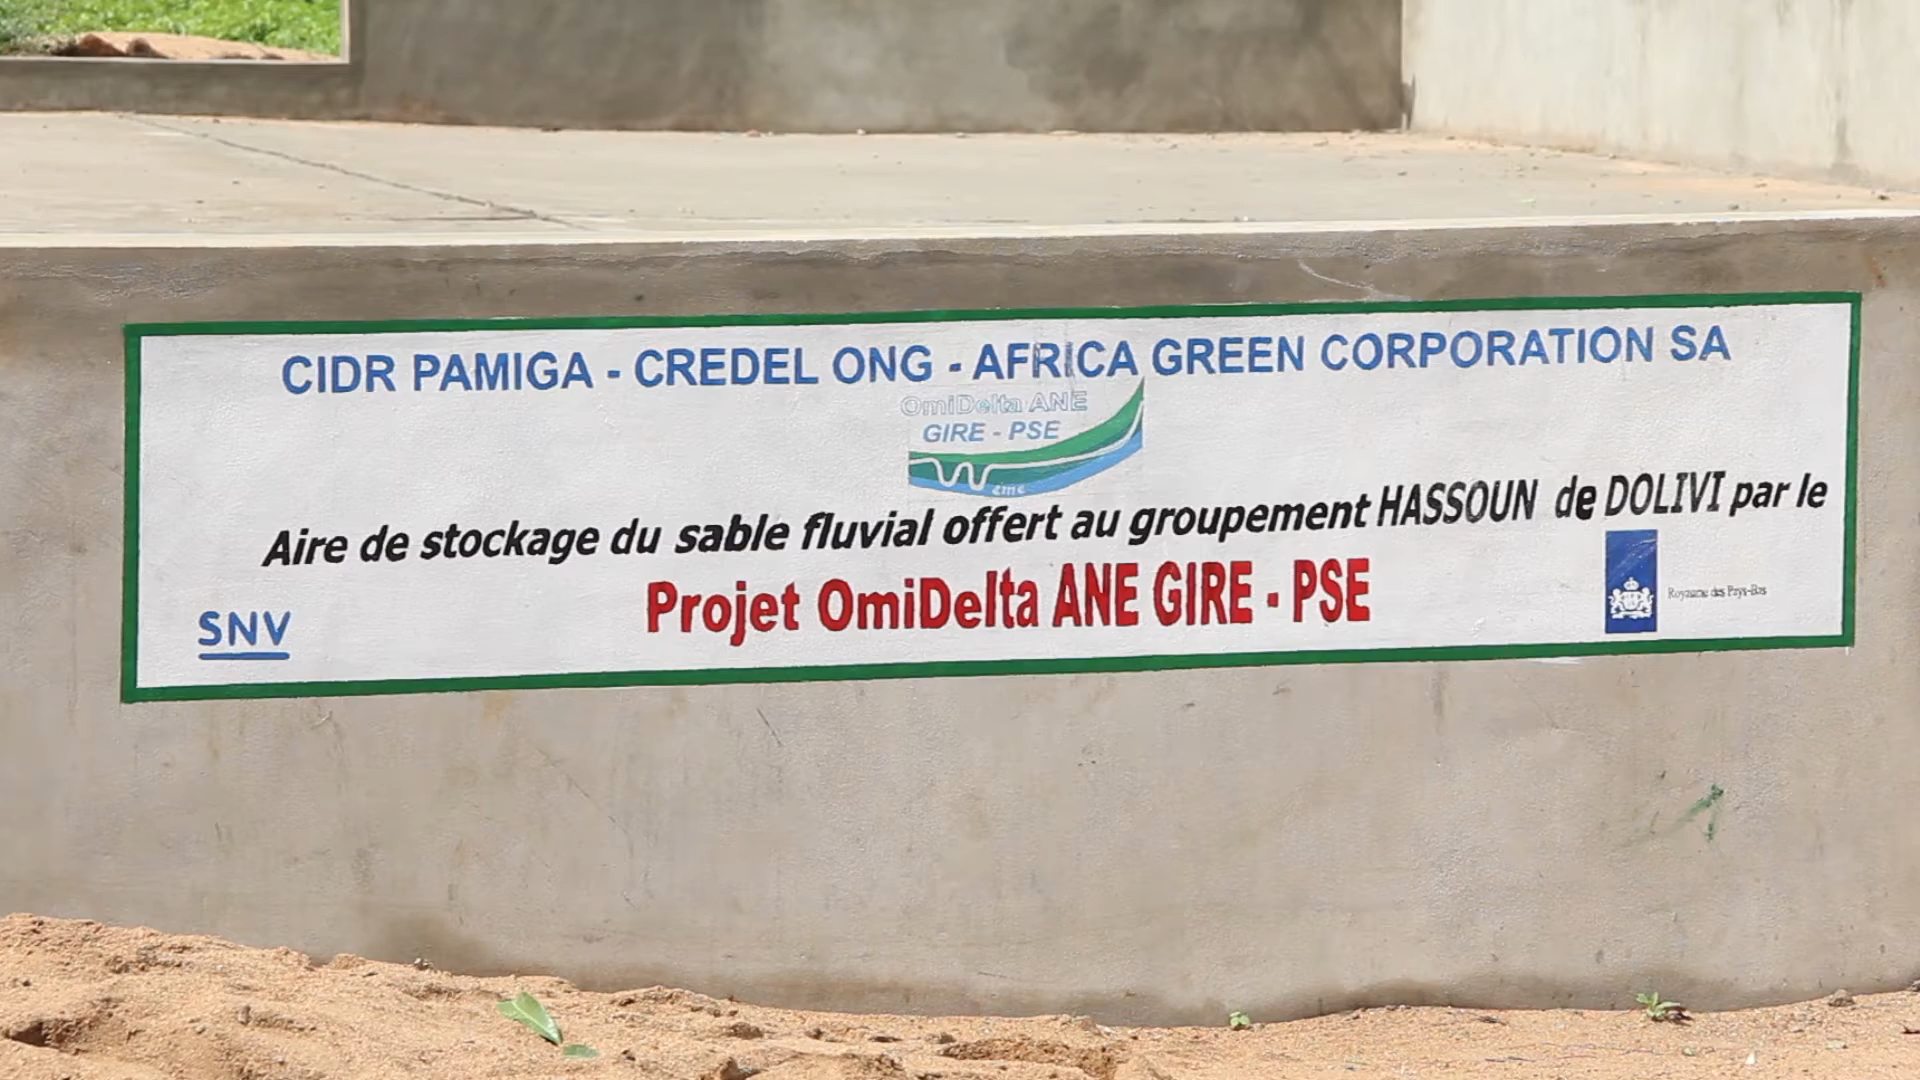 CIDR PAMIGA - CREDEL ONG - AFRICA GREEN CORPORATION SA
OmiDelta ANE
GIRE - PSE
eme
Aire de stockage du sable fluvial offert au groupement HASSOUN de DOLIVI par le
Projet OmiDelta ANE GIRE - PSE
SNV
Royaume des Pays-Bas